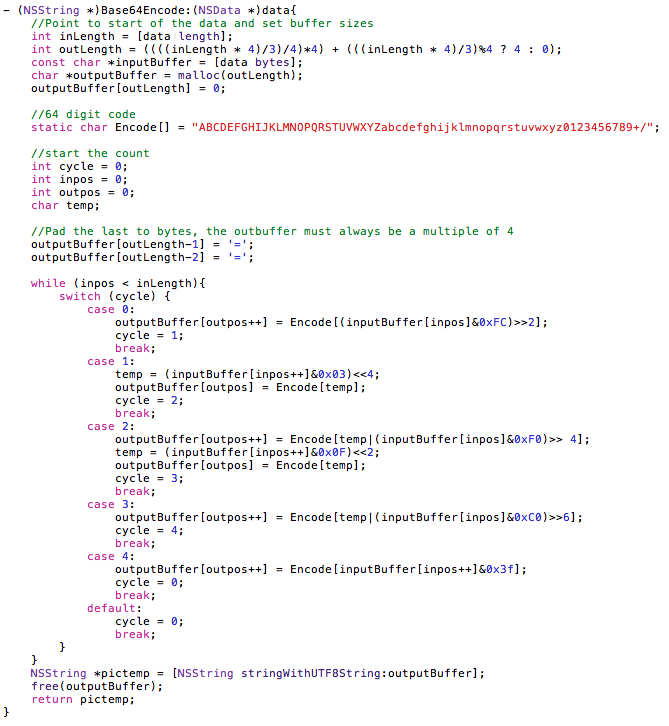 - (NSString *)Base64Encode:(NSData *)data{
    //Point to start of the data and set buffer sizes
    int inLength = [data length];
    int outLength = ((((inLength * 4)/3)/4)*4) + (((inLength * 4)/3)%4 ? 4 : 0);
    const char *inputBuffer = [data bytes];
    char *outputBuffer = malloc(outLength);
    outputBuffer[outLength] = 0;

    //64 digit code
    static char Encode[] = "ABCDEFGHIJKLMNOPQRSTUVWXYZabcdefghijklmnopqrstuvwxyz0123456789+/";

    //start the count
    int cycle = 0;
    int inpos = 0;
    int outpos = 0;
    char temp;

    //Pad the last to bytes, the outbuffer must always be a multiple of 4
    outputBuffer[outLength-1] = '=';
    outputBuffer[outLength-2] = '=';

    while (inpos < inLength){
        switch (cycle) {
            case 0:
                outputBuffer[outpos++] = Encode[(inputBuffer[inpos]&0xFC)>>2];
                cycle = 1;
                break;
            case 1:
                temp = (inputBuffer[inpos++]&0x03)<<4;
                outputBuffer[outpos] = Encode[temp];
                cycle = 2;
                break;
            case 2:
                outputBuffer[outpos++] = Encode[temp|(inputBuffer[inpos]&0xF0)>> 4];
                temp = (inputBuffer[inpos++]&0x0F)<<2;
                outputBuffer[outpos] = Encode[temp];
                cycle = 3;
                break;
            case 3:
                outputBuffer[outpos++] = Encode[temp|(inputBuffer[inpos]&0xC0)>>6];
                cycle = 4;
                break;
            case 4:
                outputBuffer[outpos++] = Encode[inputBuffer[inpos++]&0x3f];
                cycle = 0;
                break;
            default:
                cycle = 0;
                break;
        }
    }
    NSString *pictemp = [NSString stringWithUTF8String:outputBuffer];
    free(outputBuffer);
    return pictemp;
}